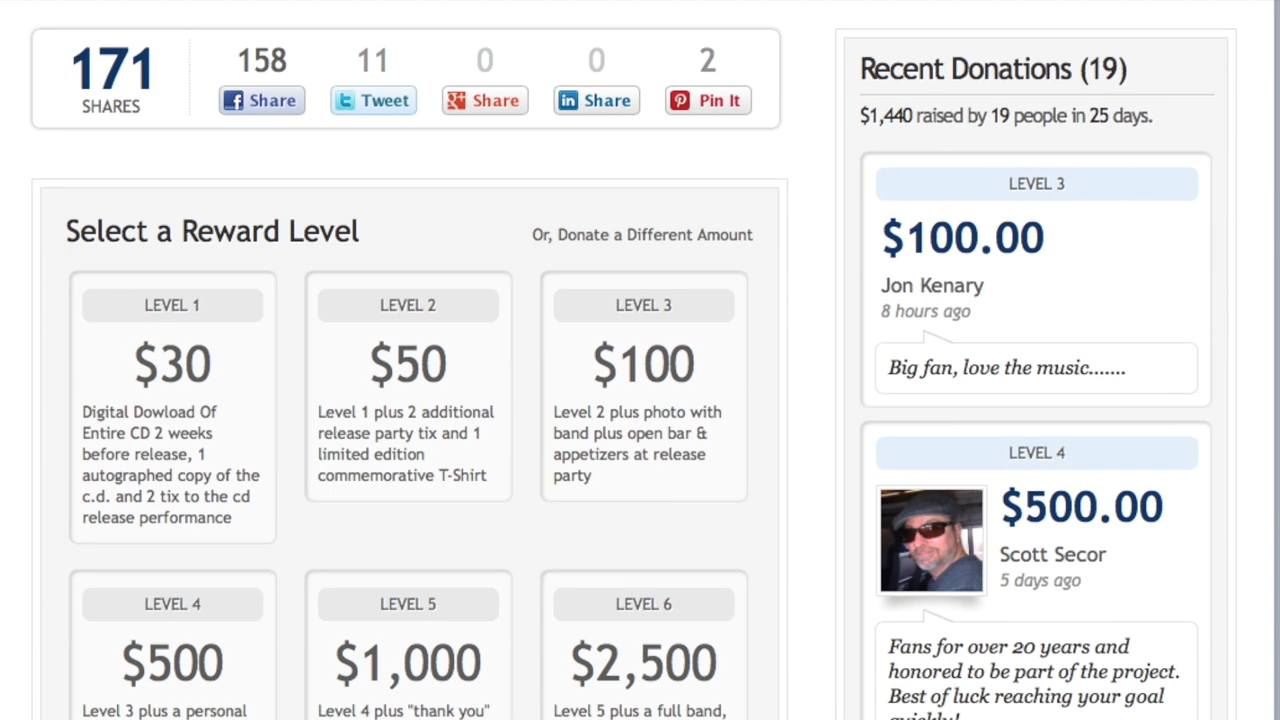 171
SHARES
158
Share
11
Tweet
0
Share
0
Share
2
Pin It
Select a Reward Level
Or, Donate a Different Amount
LEVEL 1
$30
Digital Dowload Of
Entire CD 2 weeks
before release, 1
autographed copy of the
c.d. and 2 tix to the cd
release performance
LEVEL 2
$50
Level 1 plus 2 additional
release party tix and 1
limited edition
commemorative T-Shirt
LEVEL 3
$100
Level 2 plus photo with
band plus open bar &
appetizers at release
party
LEVEL 4
$500
Level 3 plus a personal
LEVEL 5
$1,000
Level 4 plus "thank you"
LEVEL 6
$2,500
Level 5 plus a full band,
Recent Donations (19)
$1,440 raised by 19 people in 25 days.
LEVEL 3
$100.00
Jon Kenary
8 hours ago
Big fan, love the music.......
LEVEL 4
$500.00
Scott Secor
5 days ago
Fans for over 20 years and
honored to be part of the project.
Best of luck reaching your goal
quickly!